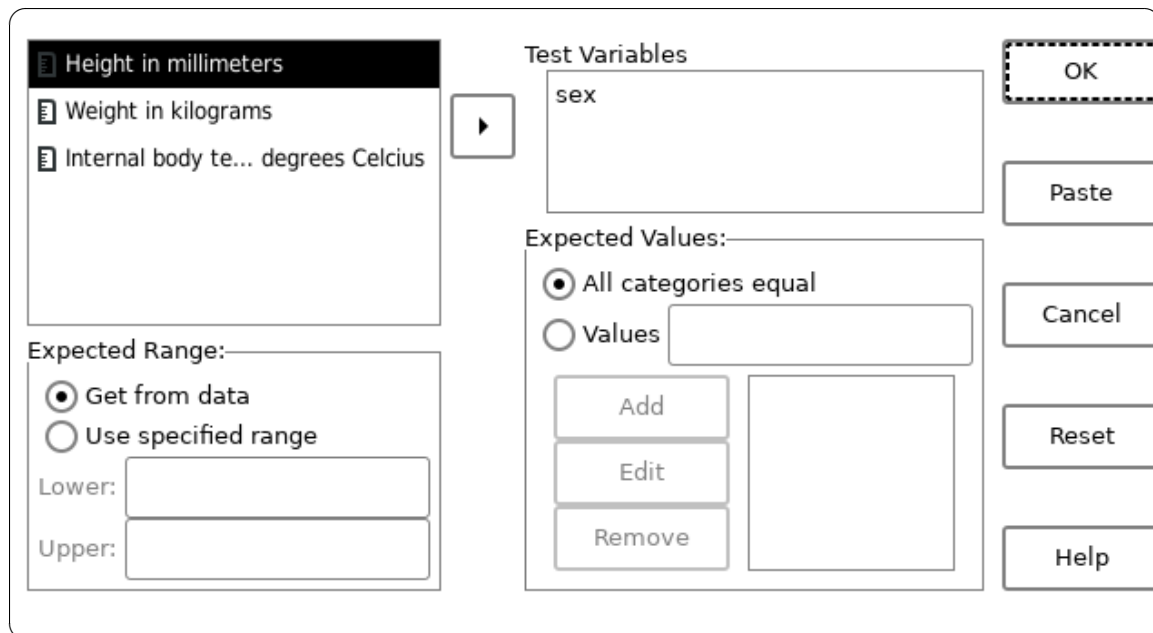 Height in millimeters
Weight in kilograms
Internal body te... degrees Celcius
Expected Range:
Get from data
Use specified range
Lower:
Upper:
Test Variables
sex
Expected Values:
All categories equal
Values
Add
Edit
Remove
OK
Paste
Cancel
Reset
Help